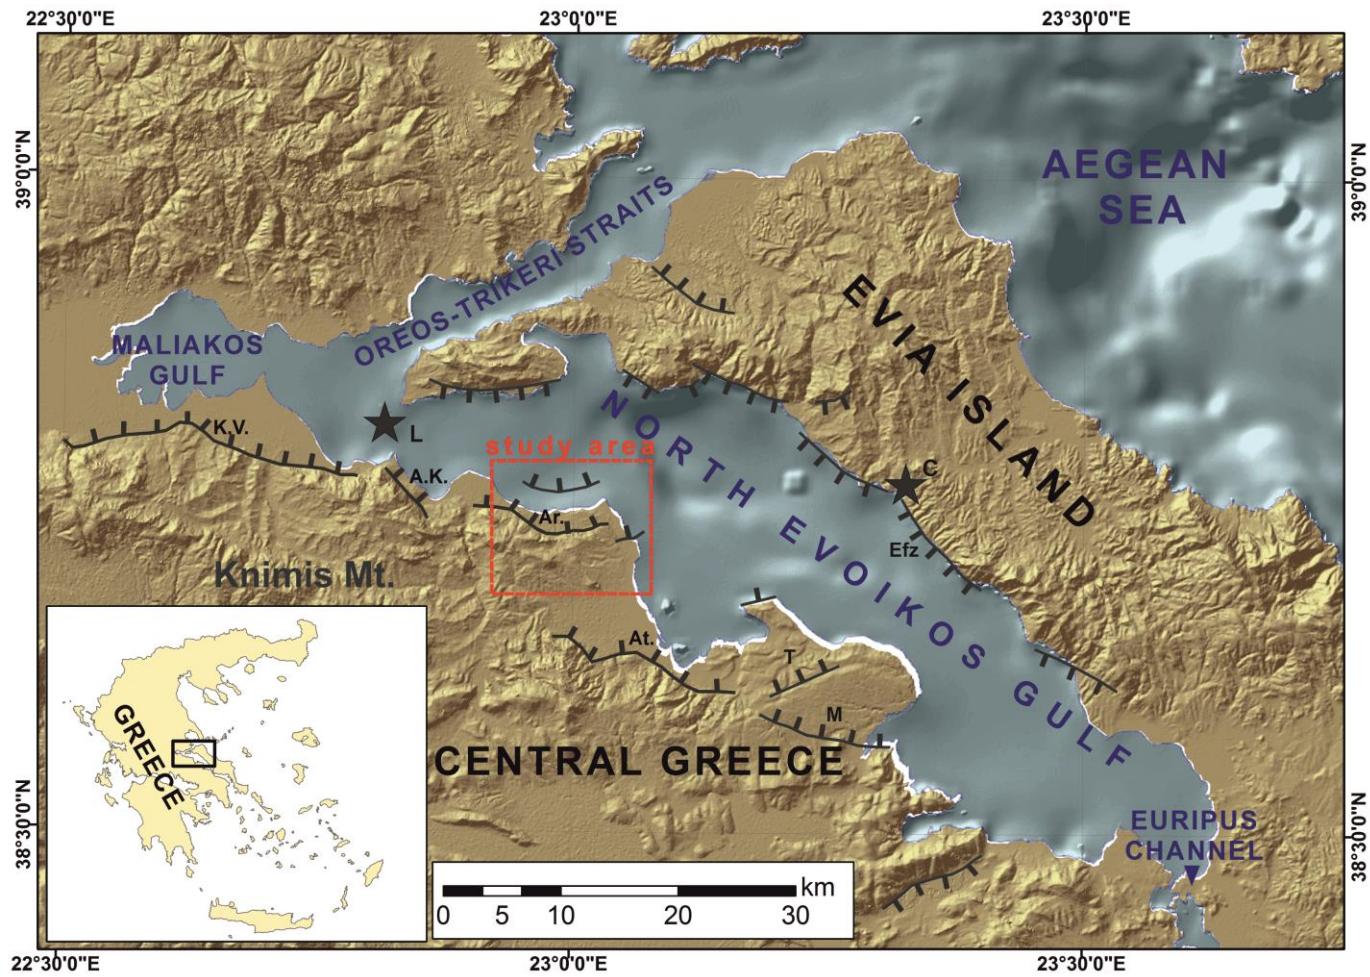 22°30'0"E
23°0'0"E
23°30'0"E
39°0'0"N
39°0'0"N
AEGEAN
SEA
OREOS-TRIKERI STRAITS
EVIA ISLAND
MALIAKOS
GULF
K.V.
L
A.K.
study area
Ar.
NORTH EVOIKOS GULF
C
Efz
Knimis Mt.
At.
T
M
CENTRAL GREECE
GREECE
EURIPUS
CHANNEL
38°30'0"N
38°30'0"N
km
0 5 10 20 30
22°30'0"E
23°0'0"E
23°30'0"E